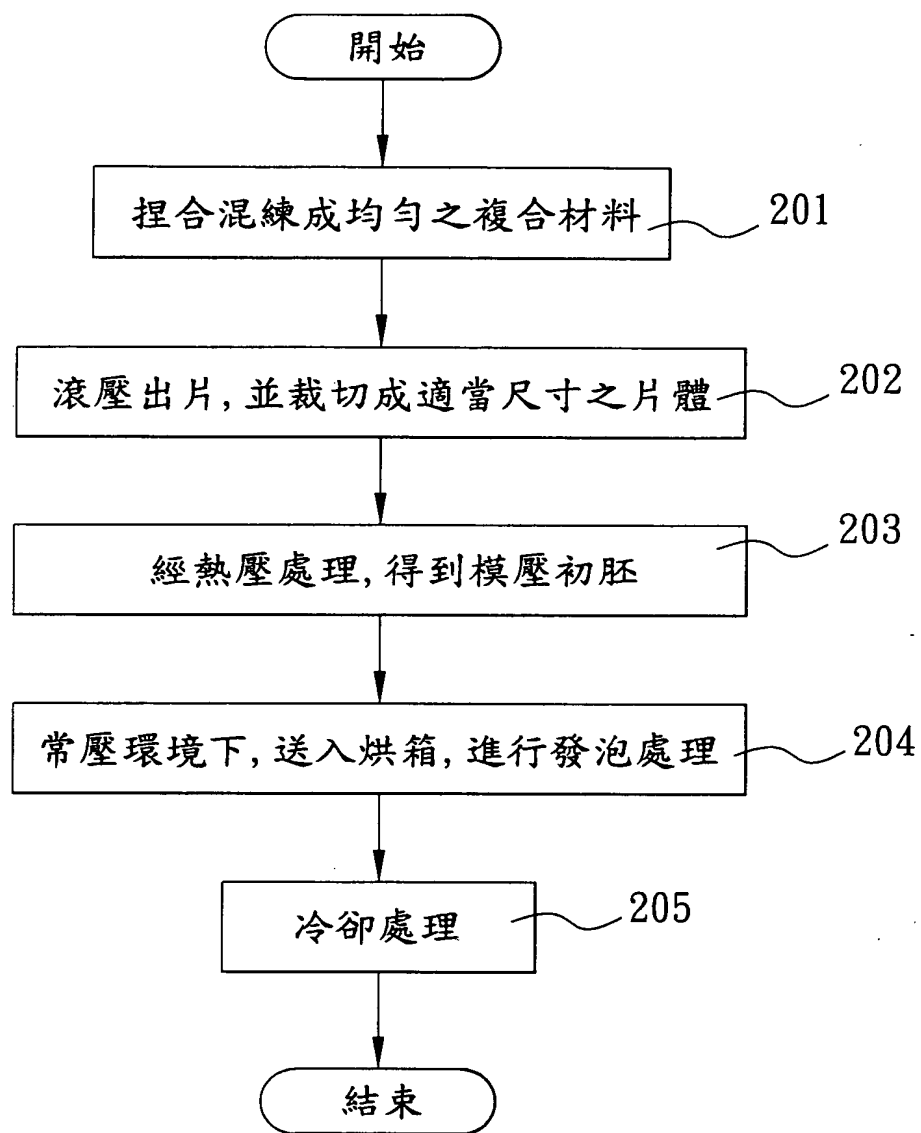 開始
捏合混練成均勻之複合材料
201
滾壓出片,並裁切成適當尺寸之片體
202
經熱壓處理,得到模壓初胚
203
常壓環境下,送入烘箱,進行發泡處理
204
冷卻處理
205
結束